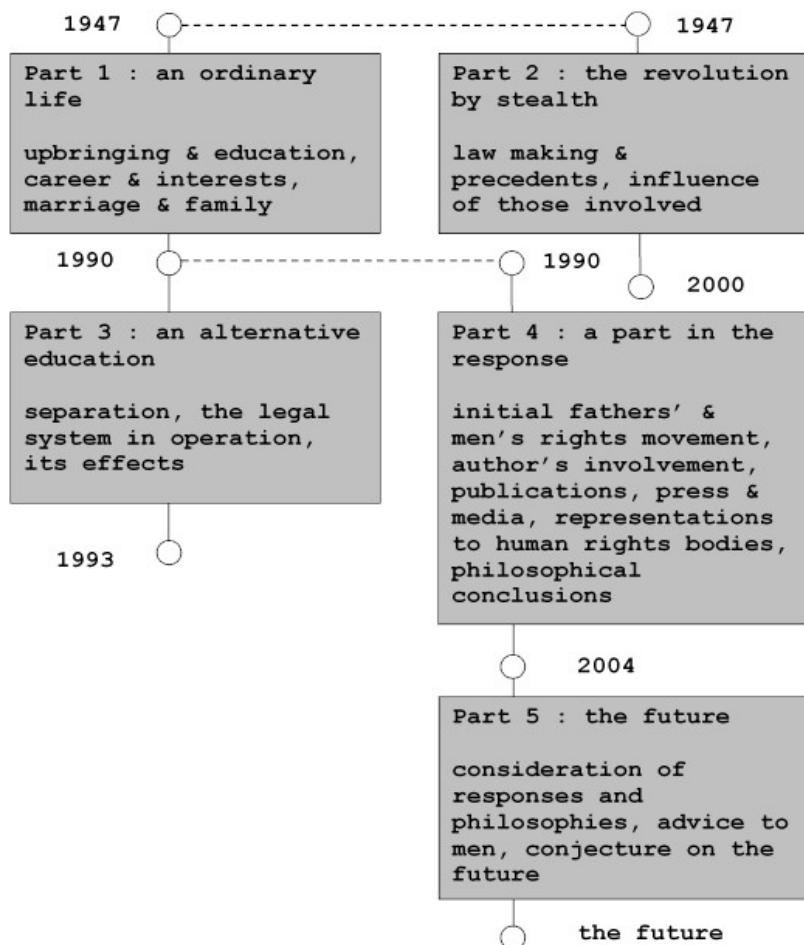 1947
1947
Part 1 : an ordinary
life
upbringing & education,
career & interests,
marriage & family
Part 2 : the revolution
by stealth
law making &
precedents, influence
of those involved
1990
1990
2000
Part 3 : an alternative
education
separation, the legal
system in operation,
its effects
1993
Part 4 : a part in the
response
initial fathers’ &
men’s rights movement,
author’s involvement,
publications, press &
media, representations
to human rights bodies,
philosophical
conclusions
2004
Part 5 : the future
consideration of
responses and
philosophies, advice to
men, conjecture on the
future
the future